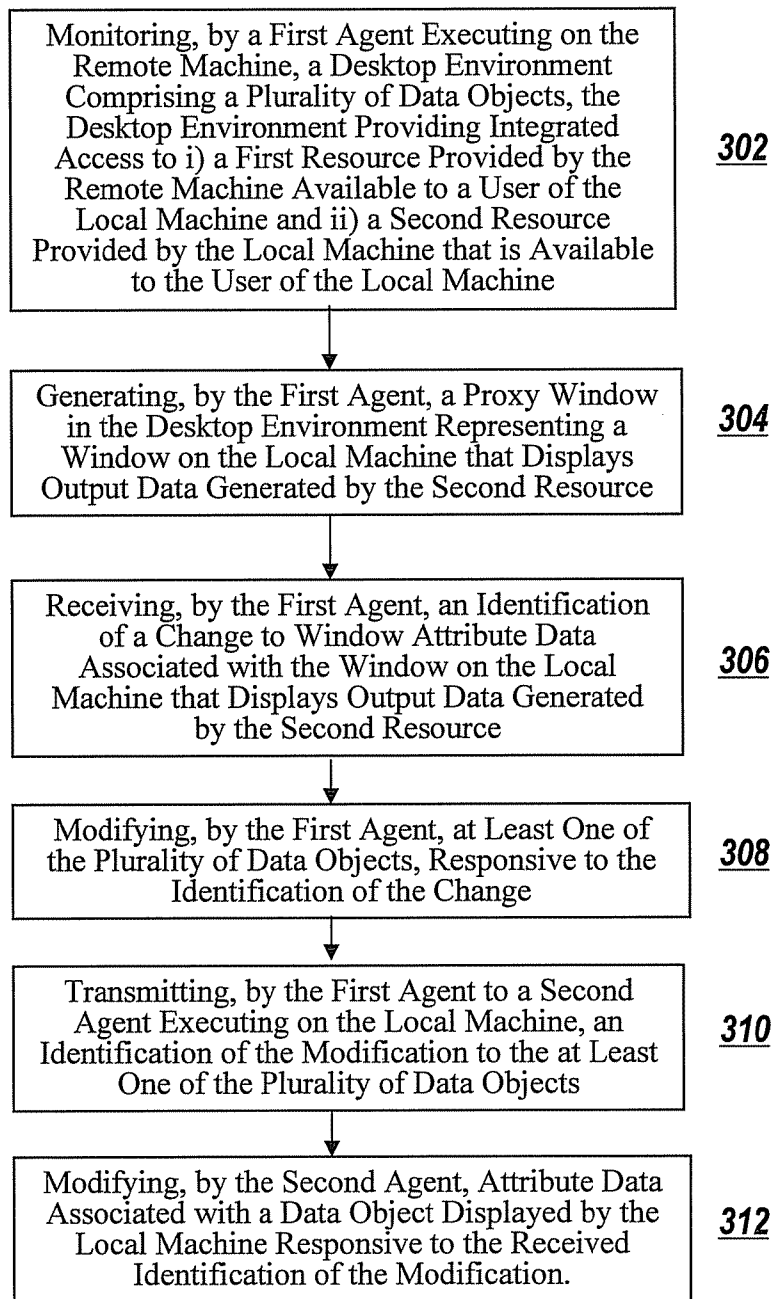 Monitoring, by a First Agent Executing on the
Remote Machine, a Desktop Environment
Comprising a Plurality of Data Objects, the
Desktop Environment Providing Integrated
Access to i) a First Resource Provided by the
Remote Machine Available to a User of the
Local Machine and ii) a Second Resource
Provided by the Local Machine that is Available
to the User of the Local Machine
302
Generating, by the First Agent, a Proxy Window
in the Desktop Environment Representing a
Window on the Local Machine that Displays
Output Data Generated by the Second Resource
304
Receiving, by the First Agent, an Identification
of a Change to Window Attribute Data
Associated with the Window on the Local
Machine that Displays Output Data Generated
by the Second Resource
306
Modifying, by the First Agent, at Least One of
the Plurality of Data Objects, Responsive to the
Identification of the Change
308
Transmitting, by the First Agent to a Second
Agent Executing on the Local Machine, an
Identification of the Modification to the at Least
One of the Plurality of Data Objects
310
Modifying, by the Second Agent, Attribute Data
Associated with a Data Object Displayed by the
Local Machine Responsive to the Received
Identification of the Modification.
312